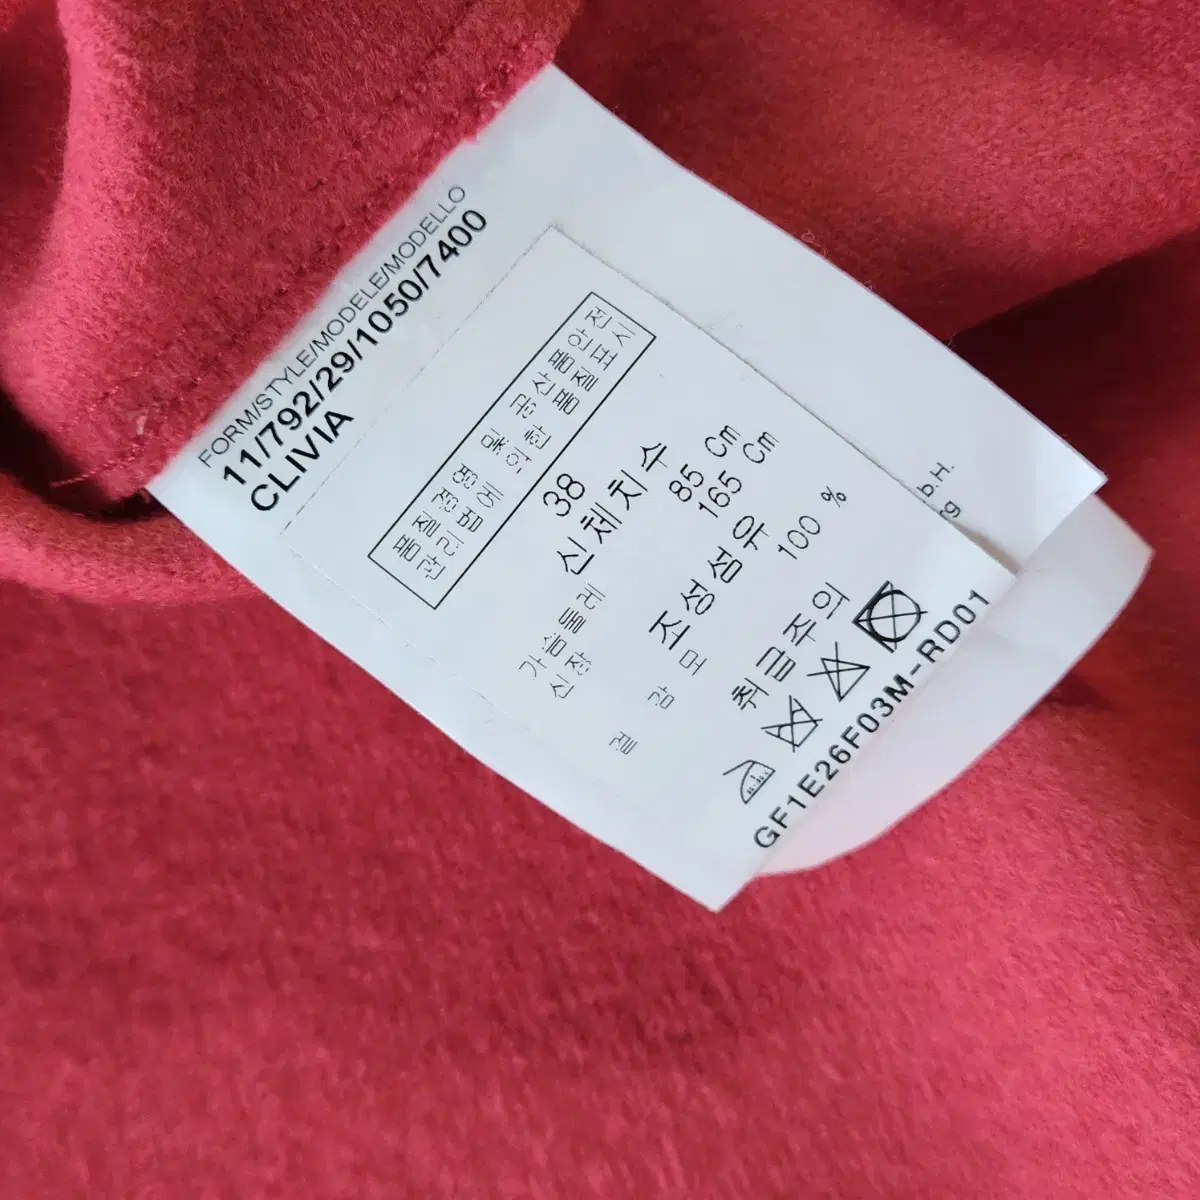 FORM/STYLE/MODELE/MODELLO
11/792/29/1050/7400
CLIVIA
품질경영 및 공산품안전
관리법에 의한 품질표시
38
신체치수
가슴둘레 85 Cm
신장 165 Cm
조성섬유
겉 감 모 100 %
취급주의
GF1E26F03M-RD01
b.H.
rg